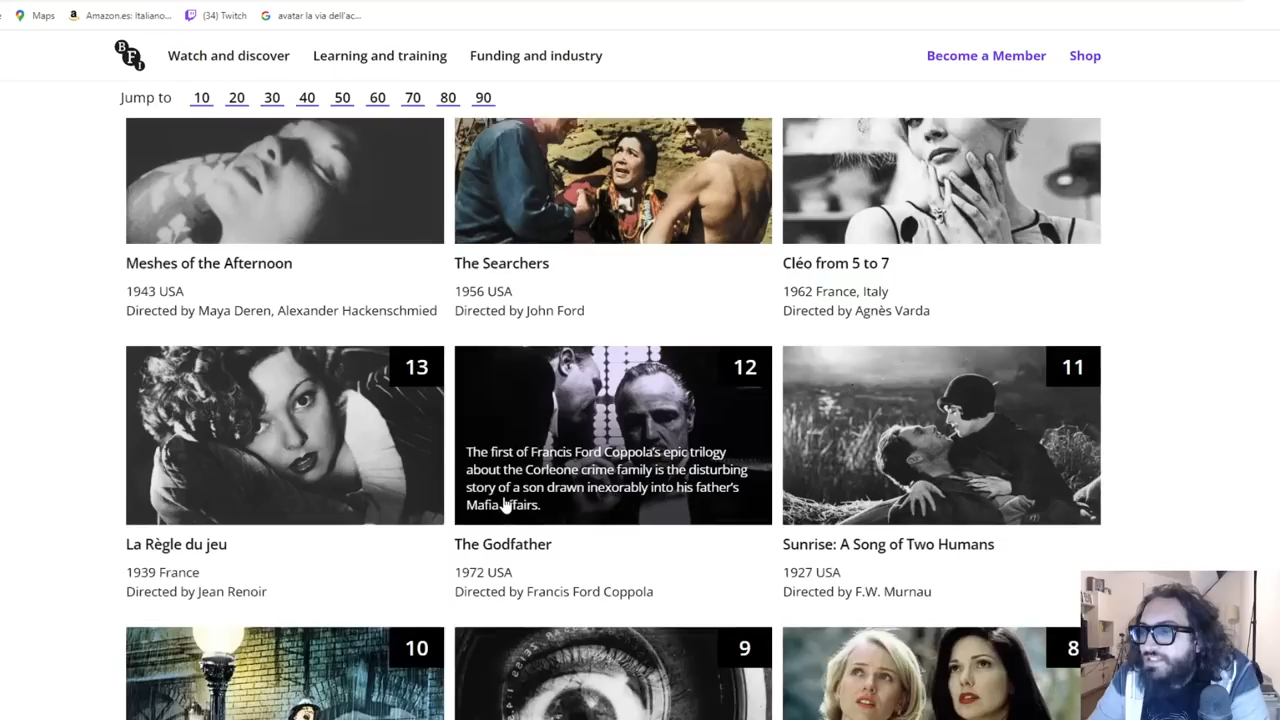 Maps
Amazon.es: Italiano...
(34) Twitch
avatar la via dell'ac...
BFI
Watch and discover
Learning and training
Funding and industry
Become a Member
Shop
Jump to 10 20 30 40 50 60 70 80 90
Meshes of the Afternoon
1943 USA
Directed by Maya Deren, Alexander Hackenschmied
The Searchers
1956 USA
Directed by John Ford
Cléo from 5 to 7
1962 France, Italy
Directed by Agnès Varda
13
La Règle du jeu
1939 France
Directed by Jean Renoir
12
The first of Francis Ford Coppola's epic trilogy
about the Corleone crime family is the disturbing
story of a son drawn inexorably into his father's
Mafia affairs.
The Godfather
1972 USA
Directed by Francis Ford Coppola
11
Sunrise: A Song of Two Humans
1927 USA
Directed by F.W. Murnau
10
9
8